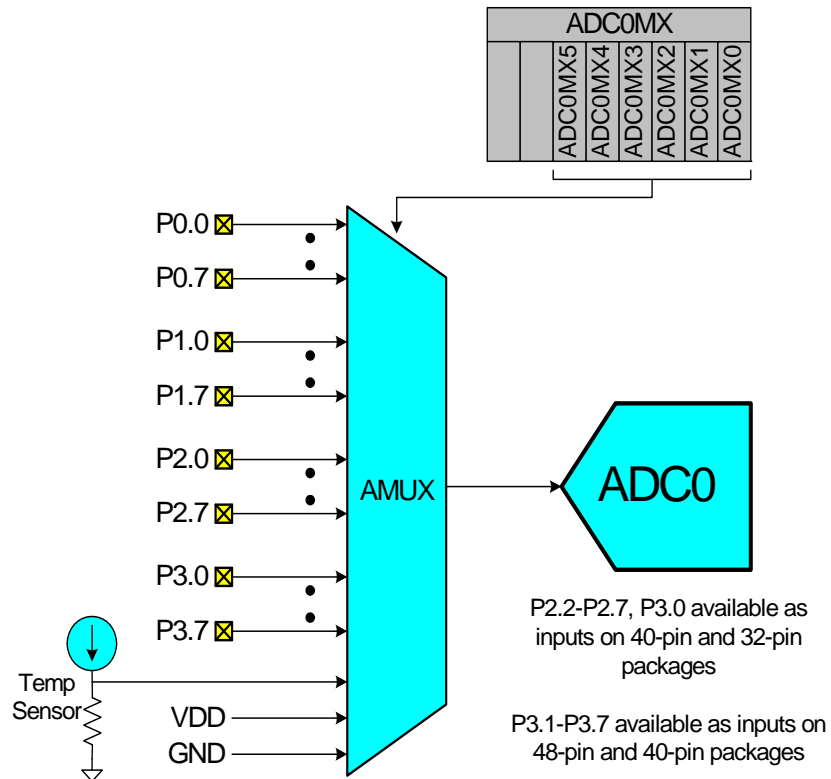 ADC0MX
ADC0MX5
ADC0MX4
ADC0MX3
ADC0MX2
ADC0MX1
ADC0MX0
P0.0
P0.7
P1.0
P1.7
P2.0
P2.7
P3.0
P3.7
Temp
Sensor
VDD
GND
AMUX
ADC0
P2.2-P2.7, P3.0 available as
inputs on 40-pin and 32-pin
packages
P3.1-P3.7 available as inputs on
48-pin and 40-pin packages